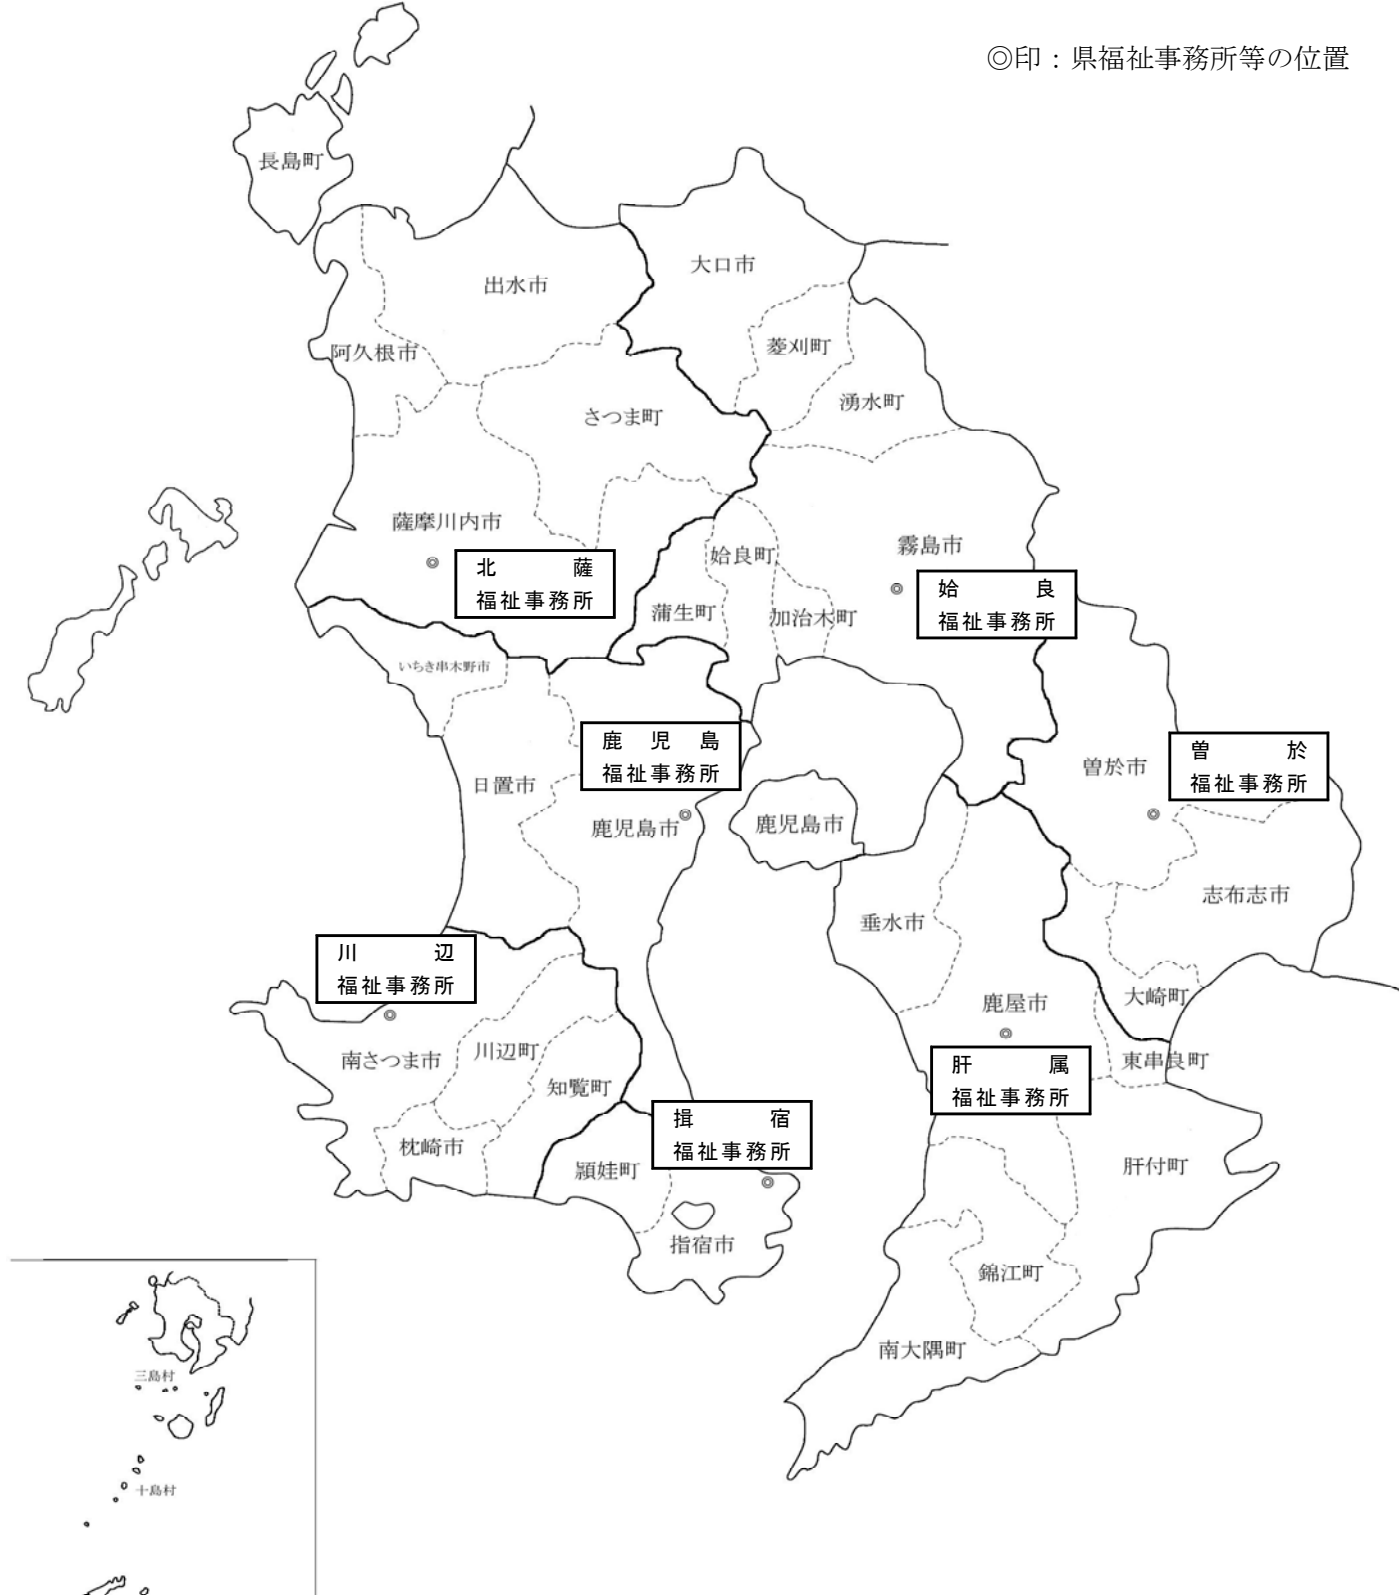 ◎印：県福祉事務所等の位置
長島町
大口市
出水市
菱刈町
阿久根市
湧水町
さつま町
薩摩川内市
◎
北薩
福祉事務所
姶良町
霧島市
◎
姶良
福祉事務所
蒲生町
加治木町
いちき串木野市
鹿児島
福祉事務所
曽於市
◎
曽於
福祉事務所
日置市
鹿児島市
◎
鹿児島市
志布志市
垂水市
川辺
福祉事務所
◎
大崎町
鹿屋市
◎
南さつま市
川辺町
東串良町
肝属
福祉事務所
知覧町
揖宿
福祉事務所
◎
枕崎市
頴娃町
肝付町
指宿市
錦江町
南大隅町
三島村
十島村